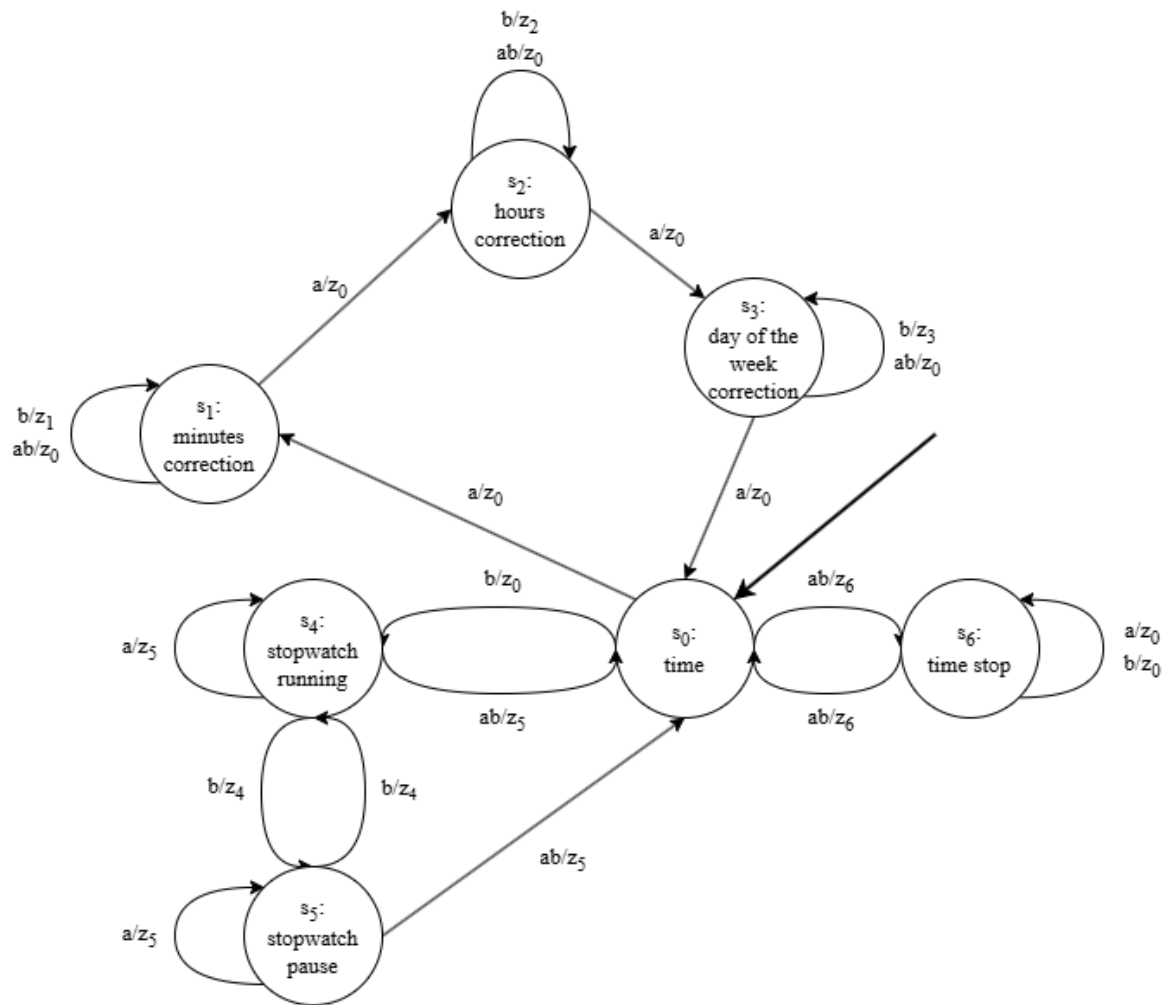 b/z₂
ab/z₀
s₂:
hours
correction
a/z₀
a/z₀
s₃:
day of the
week
correction
b/z₃
ab/z₀
b/z₁
ab/z₀
s₁:
minutes
correction
a/z₀
a/z₀
b/z₀
ab/z₆
a/z₅
s₄:
stopwatch
running
s₀:
time
s₆:
time stop
a/z₀
b/z₀
ab/z₅
ab/z₆
b/z₄
b/z₄
ab/z₅
a/z₅
s₅:
stopwatch
pause